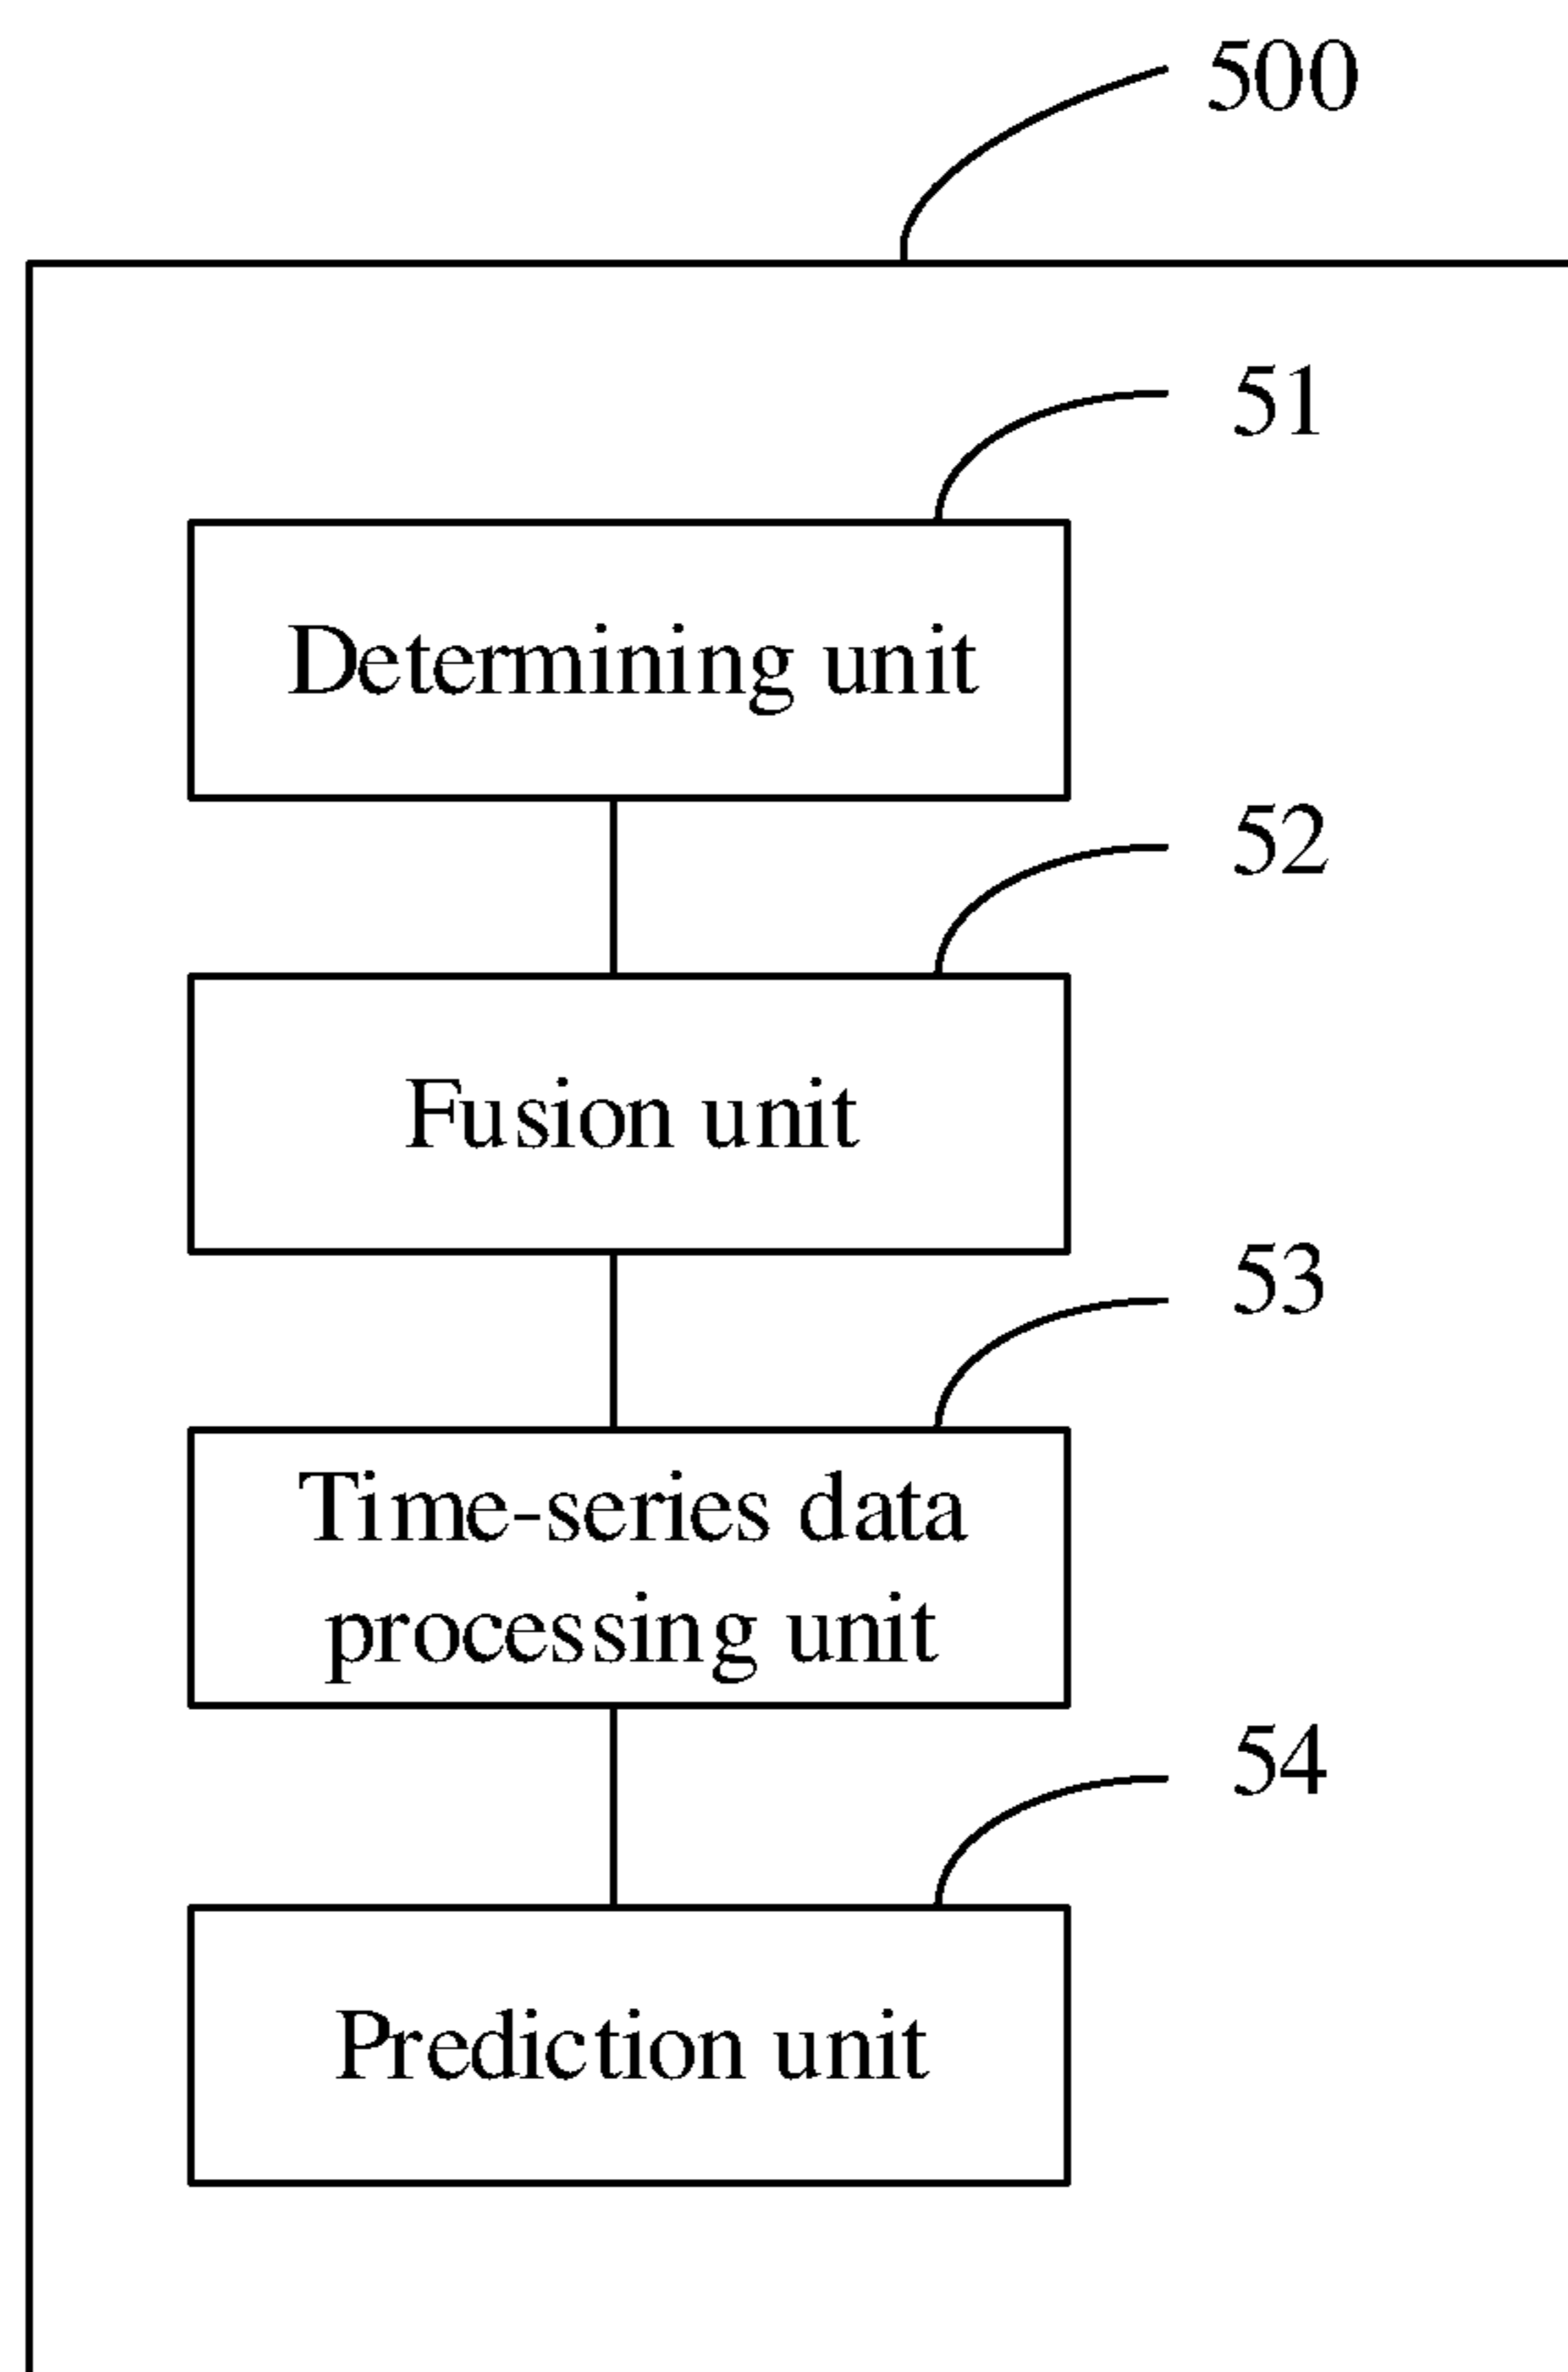 500
51
Determining unit
52
Fusion unit
53
Time-series data
processing unit
54
Prediction unit